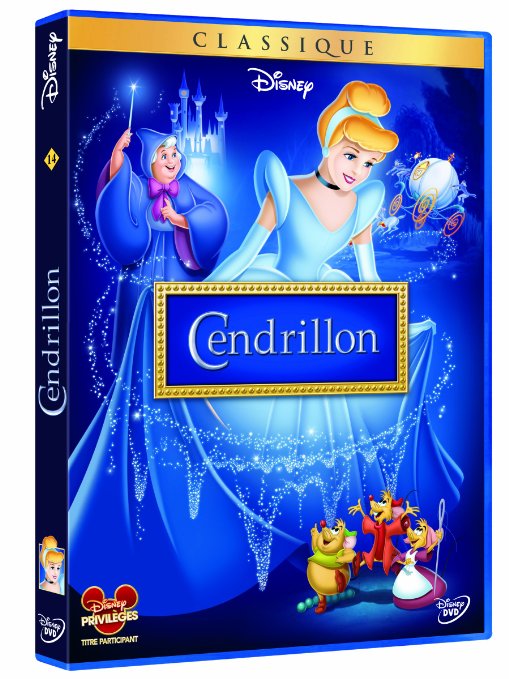 CLASSIQUE
Disney
Cendrillon
Disney
PRIVILÈGES
TITRE PARTICIPANT
Disney
DVD
Disney
14
Cendrillon
Disney
DVD